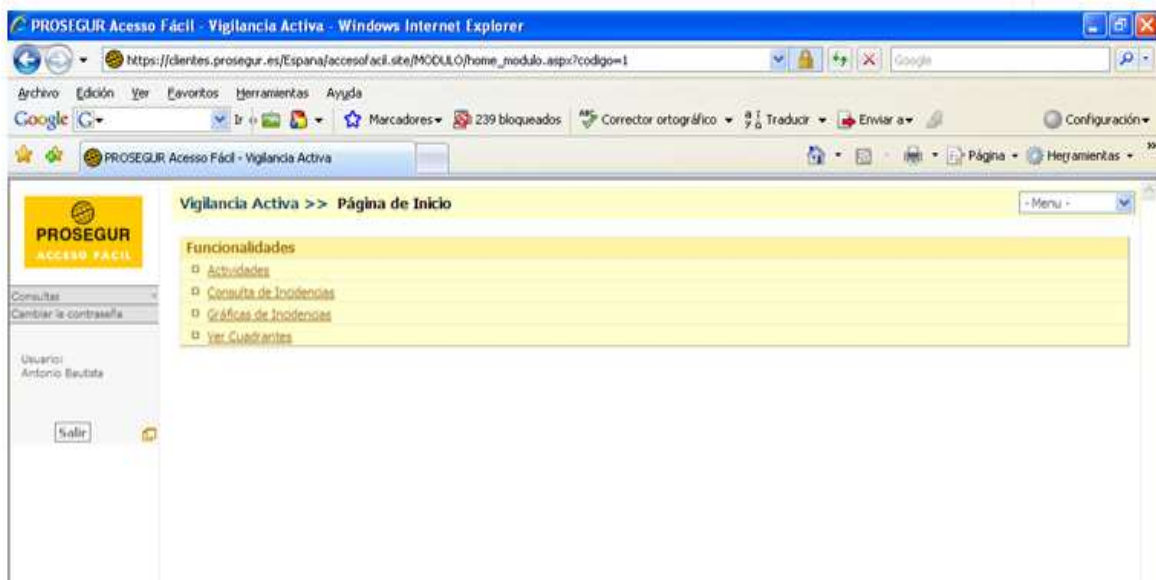 PROSEGUR Acesso Fácil - Vigilancia Activa - Windows Internet Explorer
https://clientes.prosegur.es/Espana/accesofacil.site/MODULO/home_modulo.aspx?codigo=1
Google
Archivo Edición Ver Favoritos Herramientas Ayuda
Google G Ir Marcadores 239 bloqueados ABC Corrector ortográfico Traducir Enviar a Configuración
PROSEGUR Acesso Fácil - Vigilancia Activa Página Herramientas »
PROSEGUR
ACCESO FACIL
Vigilancia Activa >> Página de Inicio
- Menu -
Funcionalidades
Actividades
Consulta de Incidencias
Gráficas de Incidencias
Ver Cuadrantes
Consultas
Cambiar la contraseña
Usuario:
Antonio Bautista
Salir